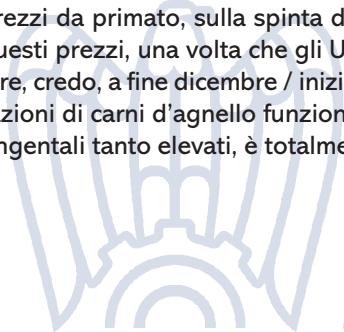 rezzi da primato, sulla spinta d
uesti prezzi, una volta che gli U
re, credo, a fine dicembre / inizi
zioni di carni d'agnello funzion
ngentali tanto elevati, è totalme